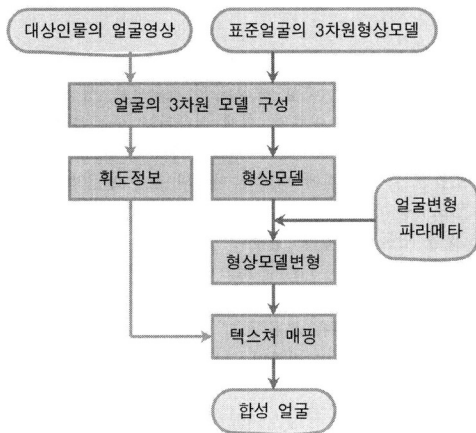 대상인물의 얼굴영상
표준얼굴의 3차원형상모델
얼굴의 3차원 모델 구성
휘도정보
형상모델
얼굴변형
파라메타
형상모델변형
텍스쳐 매핑
합성 얼굴